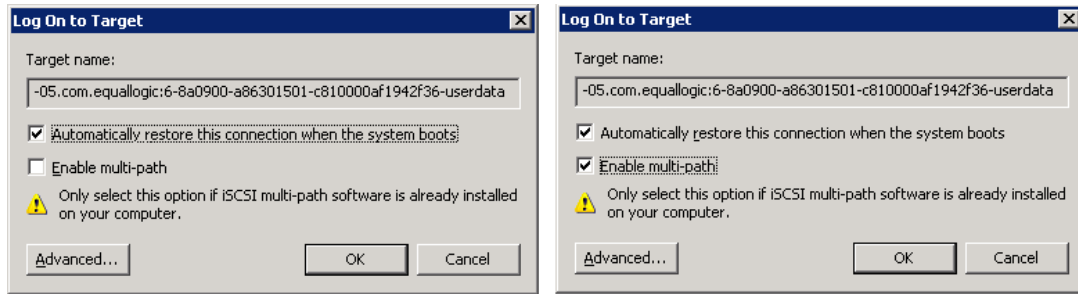 Log On to Target
Target name:
-05.com.equallogic:6-8a0900-a86301501-c810000af1942f36-userdata
Automatically restore this connection when the system boots
Enable multi-path
Only select this option if iSCSI multi-path software is already installed
on your computer.
Advanced...
OK
Cancel
Log On to Target
Target name:
-05.com.equallogic:6-8a0900-a86301501-c810000af1942f36-userdata
Automatically restore this connection when the system boots
Enable multi-path
Only select this option if iSCSI multi-path software is already installed
on your computer.
Advanced...
OK
Cancel